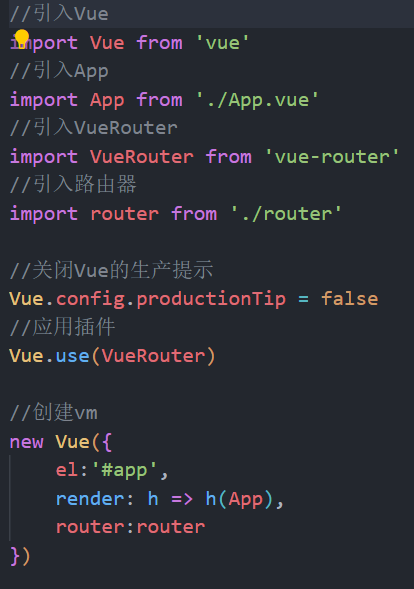 //引入Vue
import Vue from 'vue'
//引入App
import App from './App.vue'
//引入VueRouter
import VueRouter from 'vue-router'
//引入路由器
import router from './router'
//关闭Vue的生产提示
Vue.config.productionTip = false
//应用插件
Vue.use(VueRouter)
//创建vm
new Vue({
    el:'#app',
    render: h => h(App),
    router:router
})